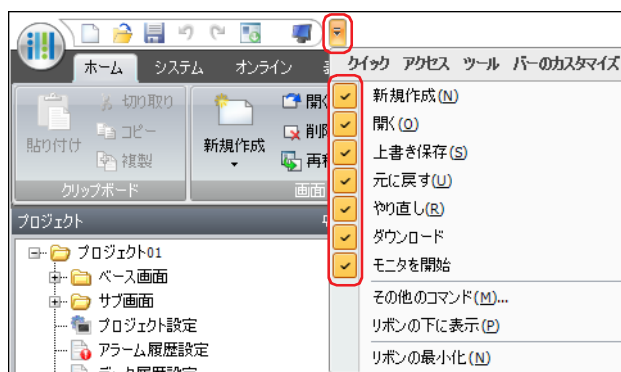 ホーム システム オンライン
クイック アクセス ツール バーのカスタマイズ
貼り付け
切り取り
コピー
複製
クリップボード
新規作成
開く
画面
新規作成(N)
開く(O)
上書き保存(S)
元に戻す(U)
やり直し(R)
ダウンロード
モニタを開始
その他のコマンド(M)...
リボンの下に表示(P)
リボンの最小化(N)
プロジェクト
プロジェクト01
ベース画面
サブ画面
プロジェクト設定
アラーム履歴設定